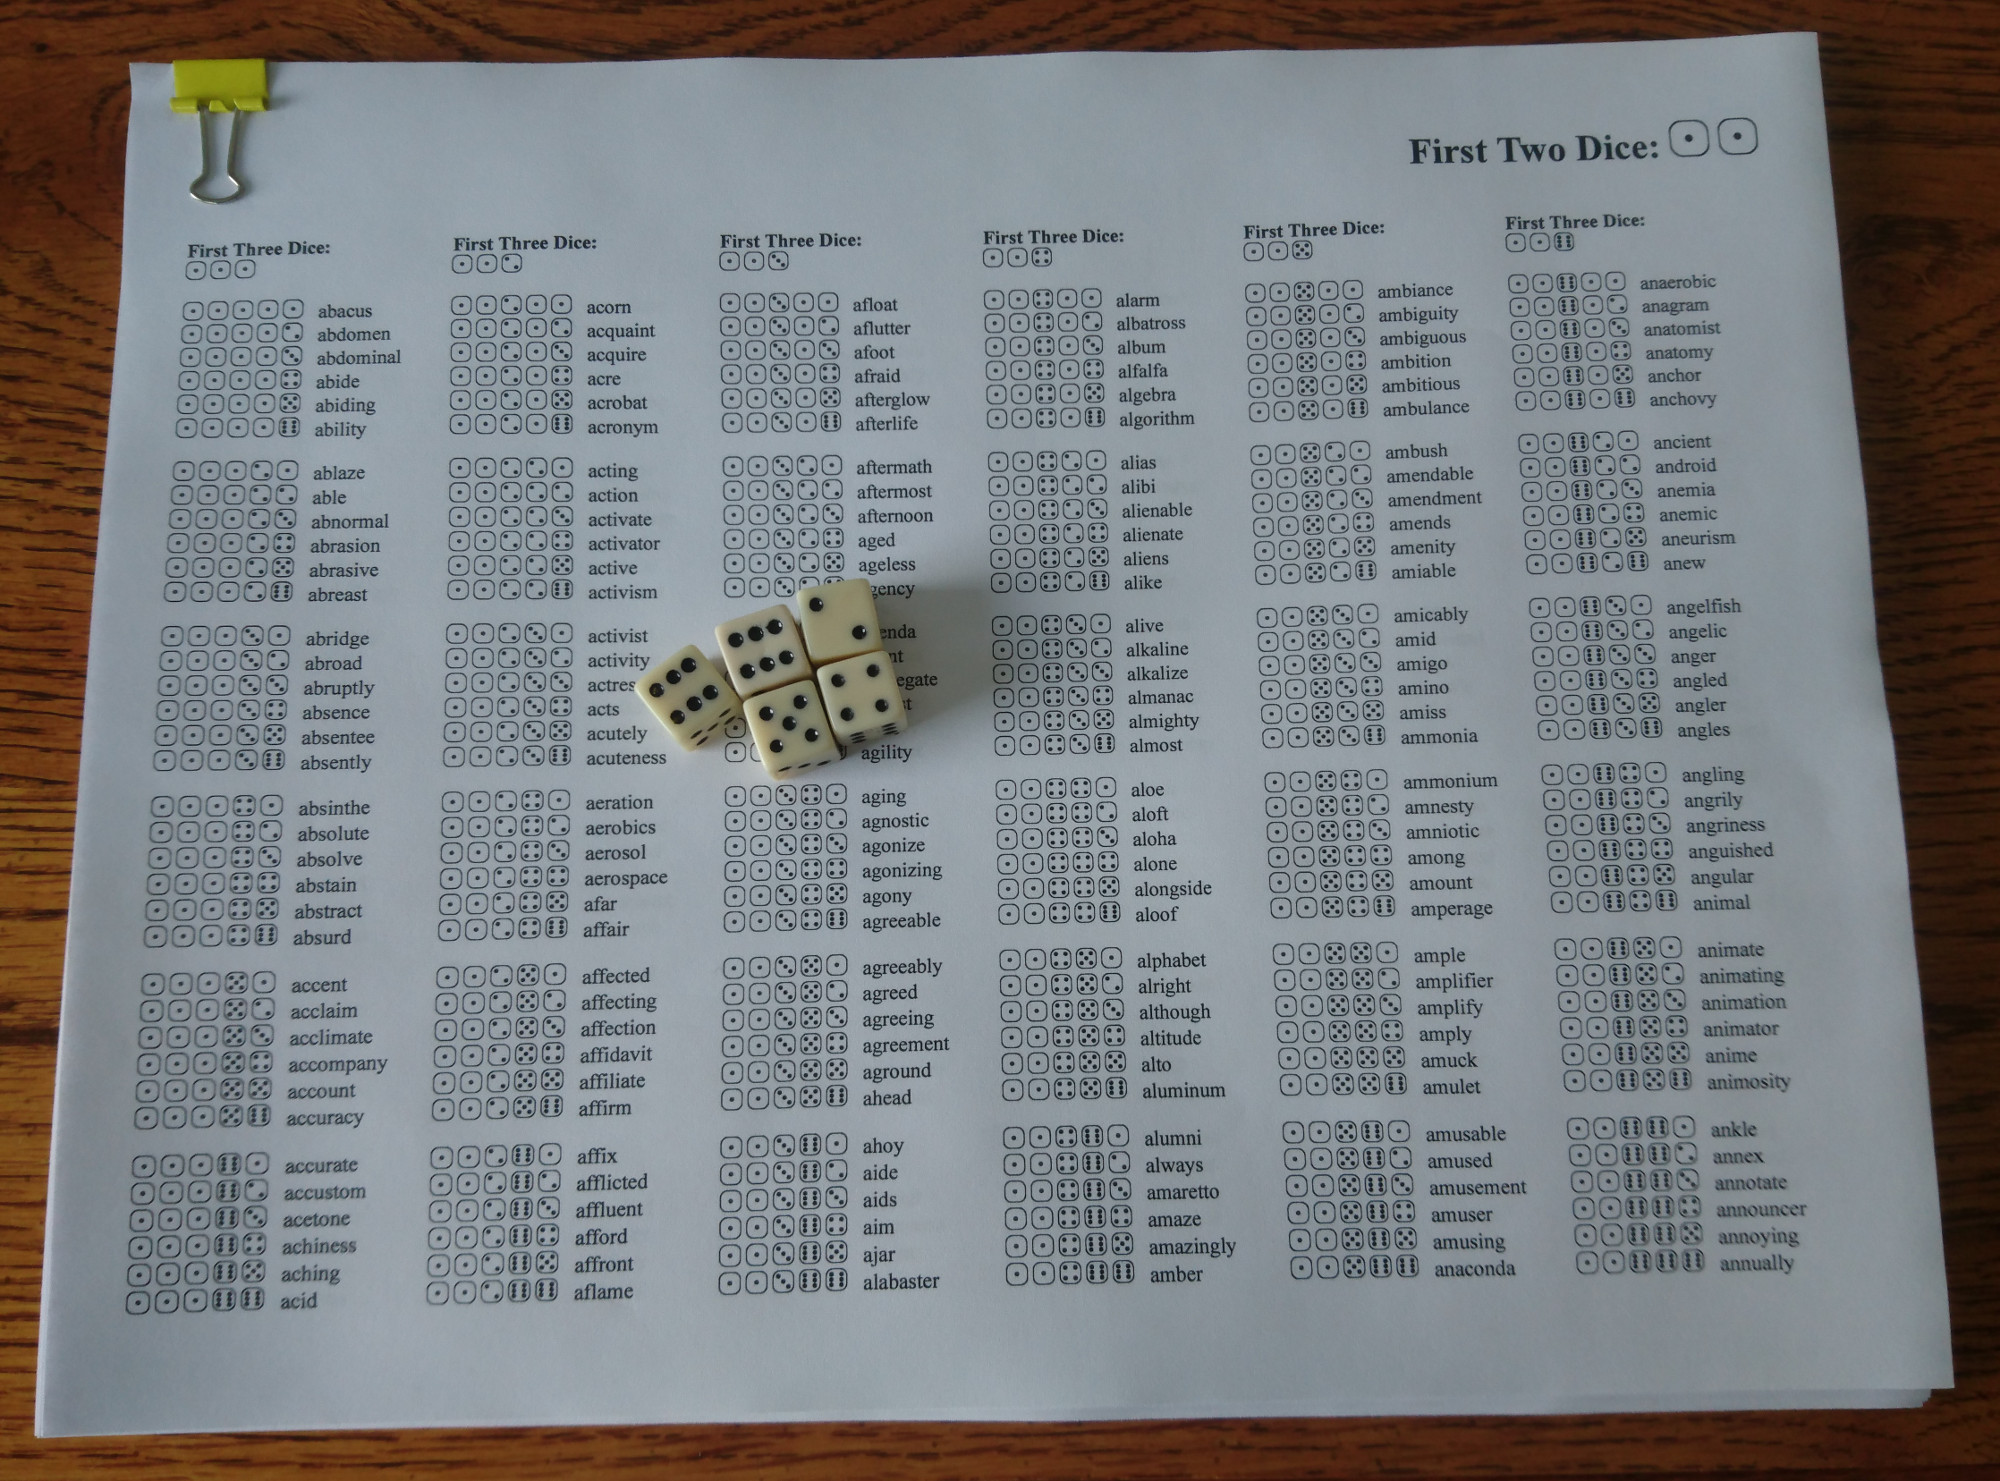 First Two Dice:
First Three Dice:
abacus
abdomen
abdominal
abide
abiding
ability
ablaze
able
abnormal
abrasion
abrasive
abreast
abridge
abroad
abruptly
absence
absentee
absently
absinthe
absolute
absolve
abstain
abstract
absurd
accent
acclaim
acclimate
accompany
account
accuracy
accurate
accustom
acetone
achiness
aching
acid
First Three Dice:
acorn
acquaint
acquire
acre
acrobat
acronym
acting
action
activate
activator
active
activism
activist
activity
actres
acts
acutely
acuteness
aeration
aerobics
aerosol
aerospace
afar
affair
affected
affecting
affection
affidavit
affiliate
affirm
affix
afflicted
affluent
afford
affront
aflame
First Three Dice:
afloat
aflutter
afoot
afraid
afterglow
afterlife
aftermath
aftermost
afternoon
aged
ageless
gency
enda
nt
egate
st
agility
aging
agnostic
agonize
agonizing
agony
agreeable
agreeably
agreed
agreeing
agreement
aground
ahead
ahoy
aide
aids
aim
ajar
alabaster
First Three Dice:
alarm
albatross
album
alfalfa
algebra
algorithm
alias
alibi
alienable
alienate
aliens
alike
alive
alkaline
alkalize
almanac
almighty
almost
aloe
aloft
aloha
alone
alongside
aloof
alphabet
alright
although
altitude
alto
aluminum
alumni
always
amaretto
amaze
amazingly
amber
First Three Dice:
ambiance
ambiguity
ambiguous
ambition
ambitious
ambulance
ambush
amendable
amendment
amends
amenity
amiable
amicably
amid
amigo
amino
amiss
ammonia
ammonium
amnesty
amniotic
among
amount
amperage
ample
amplifier
amplify
amply
amuck
amulet
amusable
amused
amusement
amuser
amusing
anaconda
First Three Dice:
anaerobic
anagram
anatomist
anatomy
anchor
anchovy
ancient
android
anemia
anemic
aneurism
anew
angelfish
angelic
anger
angled
angler
angles
angling
angrily
angriness
anguished
angular
animal
animate
animating
animation
animator
anime
animosity
ankle
annex
annotate
announcer
annoying
annually